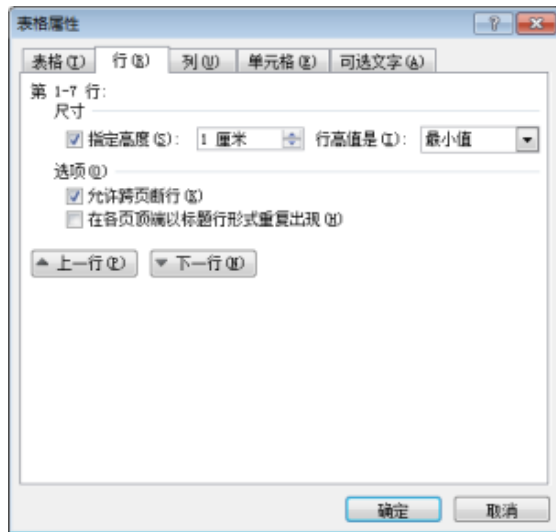 表格属性
表格(T) 行(R) 列(U) 单元格(E) 可选文字(A)
第 1-7 行:
尺寸
指定高度(S): 1 厘米 行高值是(I): 最小值
选项(O)
允许跨页断行(K)
在各页顶端以标题行形式重复出现(H)
上一行(P) 下一行(N)
确定 取消